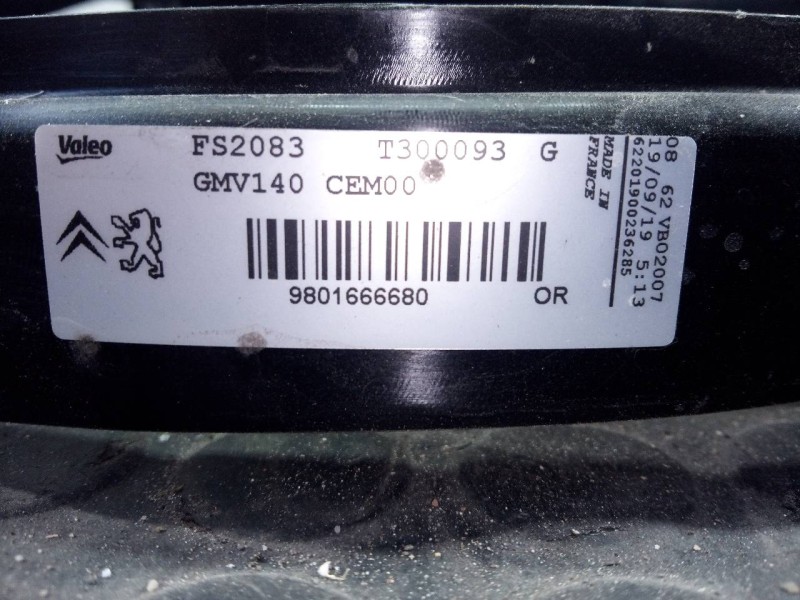 Valeo
FS2083 T300093 G
GMV140 CEM00
9801666680 OR
MADE IN
FRANCE
62201900236285
19/09/19 5:13
08 62 VB02007